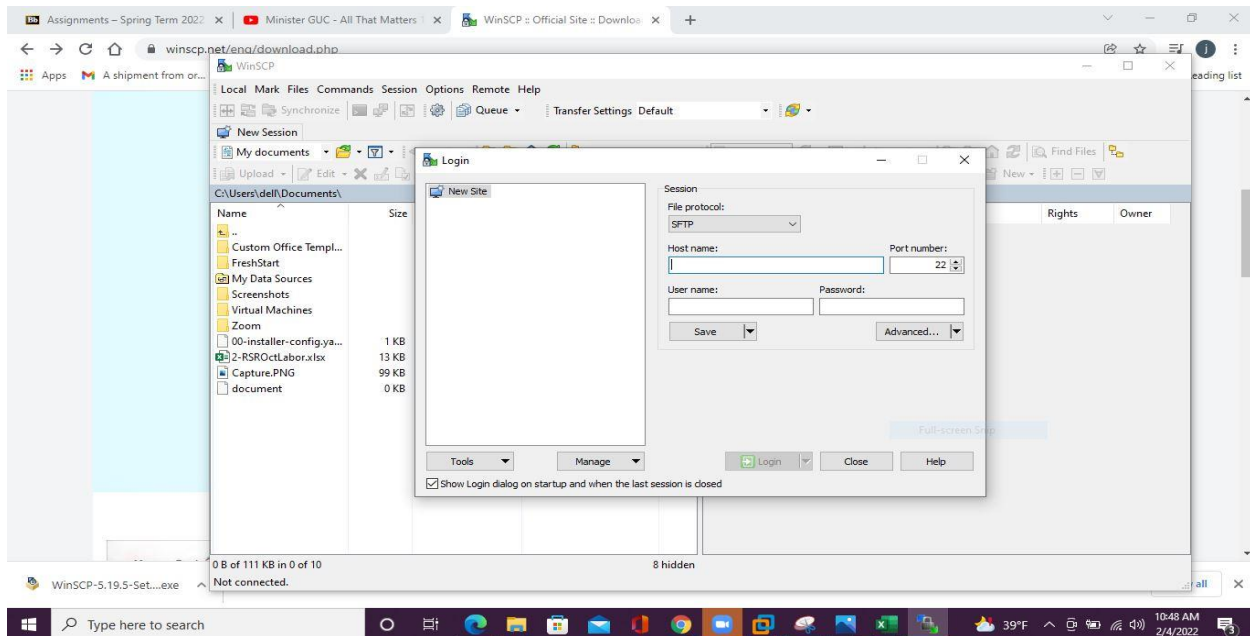 Assignments – Spring Term 2022
Minister GUC - All That Matters
WinSCP :: Official Site :: Downloa
winscp.net/eng/download.php
Apps
A shipment from or...
eading list
WinSCP
Local Mark Files Commands Session Options Remote Help
Synchronize
Queue
Transfer Settings Default
New Session
My documents
Find Files
Upload
Edit
New
C:\Users\dell\Documents\
Name Size
Rights Owner
..
Custom Office Templ...
FreshStart
My Data Sources
Screenshots
Virtual Machines
Zoom
00-installer-config.ya... 1 KB
2-RSROctLabor.xlsx 13 KB
Capture.PNG 99 KB
document 0 KB
Login
New Site
Session
File protocol:
SFTP
Host name: Port number:
22
User name: Password:
Save Advanced...
Full-screen Snip
Tools Manage Login Close Help
Show Login dialog on startup and when the last session is closed
0 B of 111 KB in 0 of 10 8 hidden
Not connected.
WinSCP-5.19.5-Set....exe
all
Type here to search
39°F
10:48 AM
2/4/2022